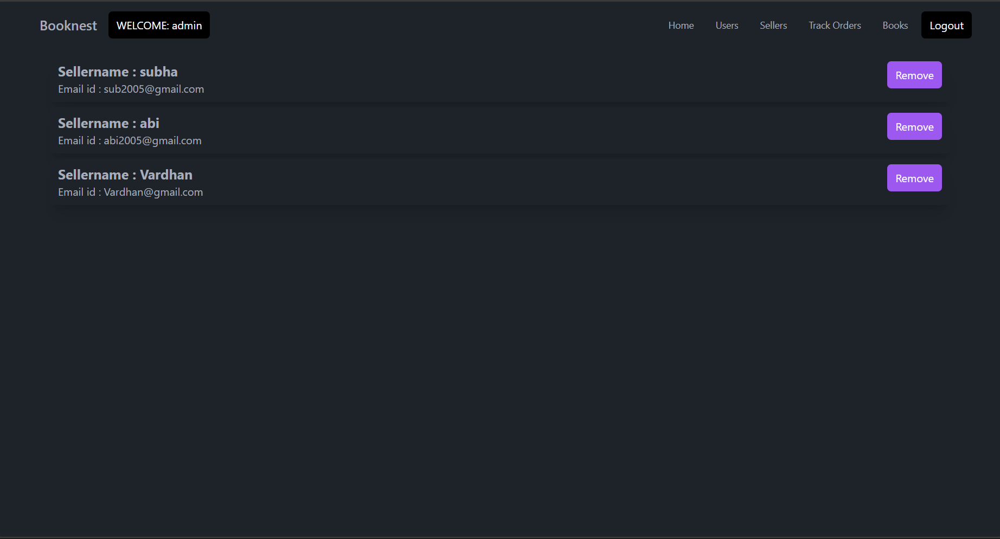 Booknest WELCOME: admin Home Users Sellers Track Orders Books Logout
Sellername : subha Remove
Email id : sub2005@gmail.com
Sellername : abi Remove
Email id : abi2005@gmail.com
Sellername : Vardhan Remove
Email id : Vardhan@gmail.com